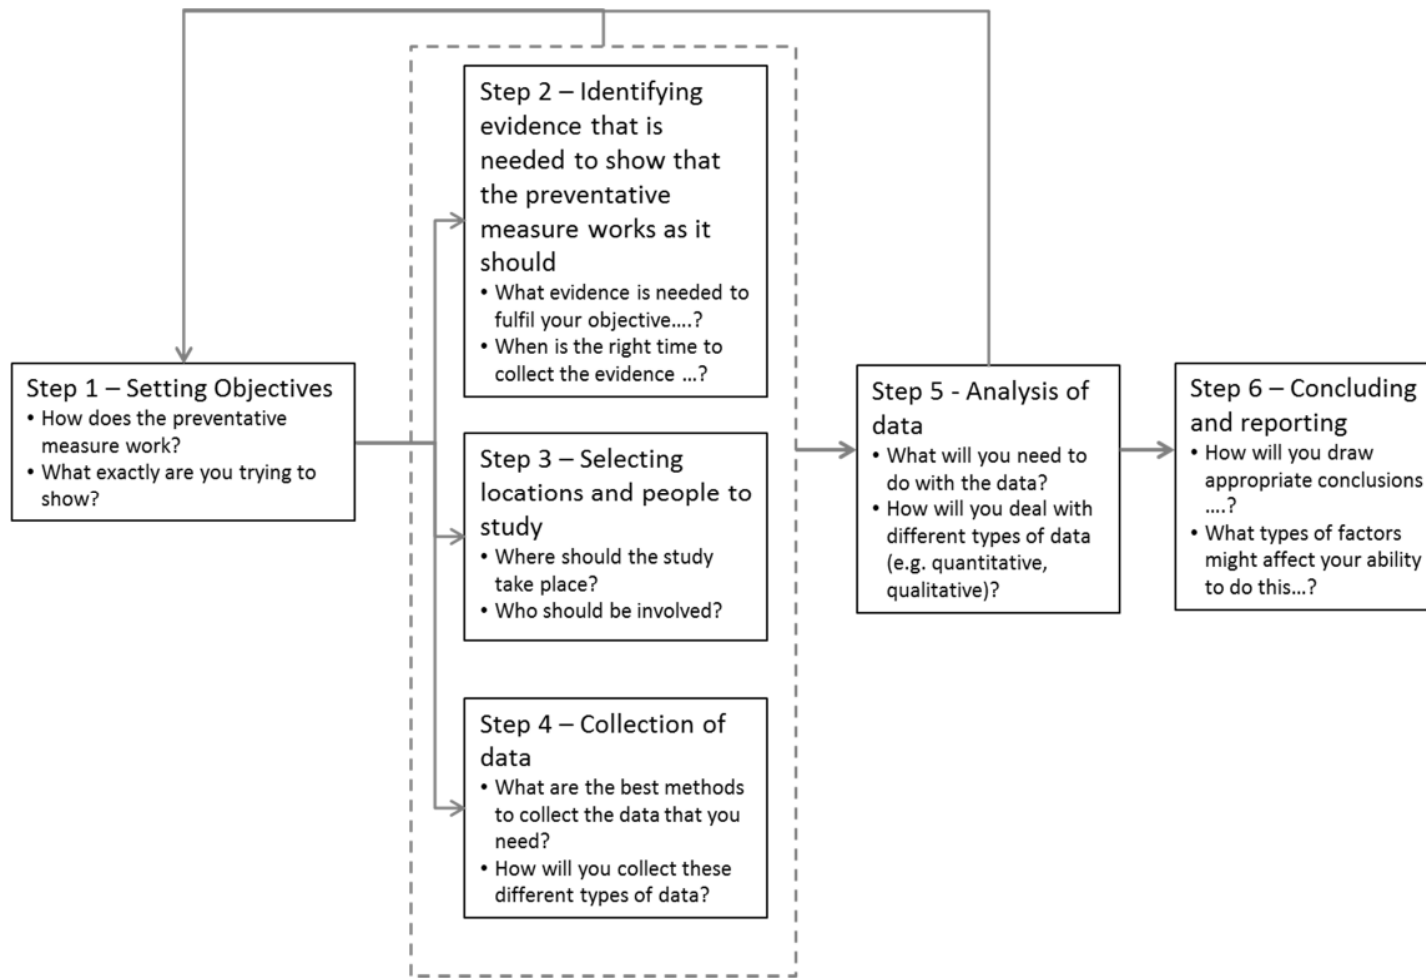 Step 1 – Setting Objectives
• How does the preventative
measure work?
• What exactly are you trying to
show?
Step 2 – Identifying
evidence that is
needed to show that
the preventative
measure works as it
should
• What evidence is needed to
fulfil your objective....?
• When is the right time to
collect the evidence ...?
Step 3 – Selecting
locations and people to
study
• Where should the study
take place?
• Who should be involved?
Step 4 – Collection of
data
• What are the best methods
to collect the data that you
need?
• How will you collect these
different types of data?
Step 5 - Analysis of
data
• What will you need to
do with the data?
• How will you deal with
different types of data
(e.g. quantitative,
qualitative)?
Step 6 – Concluding
and reporting
• How will you draw
appropriate conclusions
....?
• What types of factors
might affect your ability
to do this...?